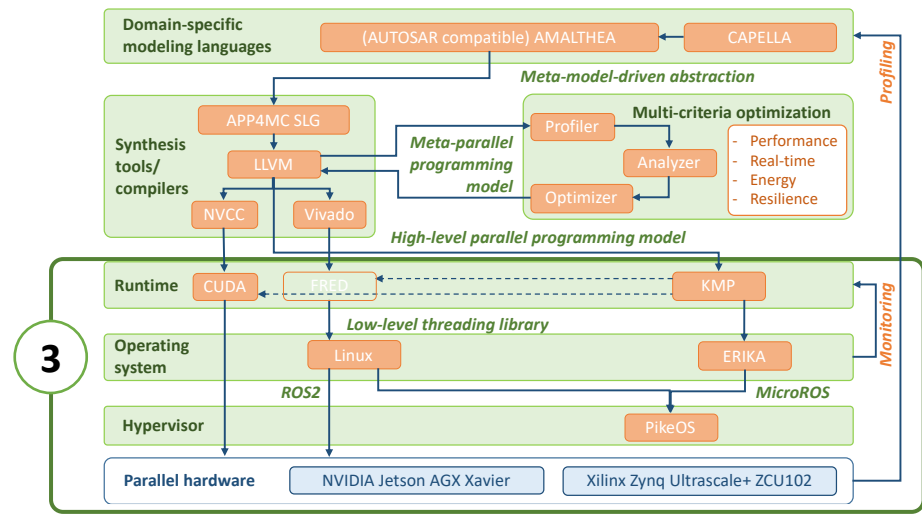 Domain-specific
modeling languages
(AUTOSAR compatible) AMALTHEA
CAPELLA
Profiling
Meta-model-driven abstraction
Synthesis
tools/
compilers
APP4MC SLG
LLVM
NVCC
Vivado
Meta-parallel
programming
model
Multi-criteria optimization
Profiler
Analyzer
Optimizer
- Performance
- Real-time
- Energy
- Resilience
High-level parallel programming model
3
Runtime
CUDA
FRED
KMP
Monitoring
Low-level threading library
Operating
system
Linux
ERIKA
ROS2
MicroROS
Hypervisor
PikeOS
Parallel hardware
NVIDIA Jetson AGX Xavier
Xilinx Zynq Ultrascale+ ZCU102